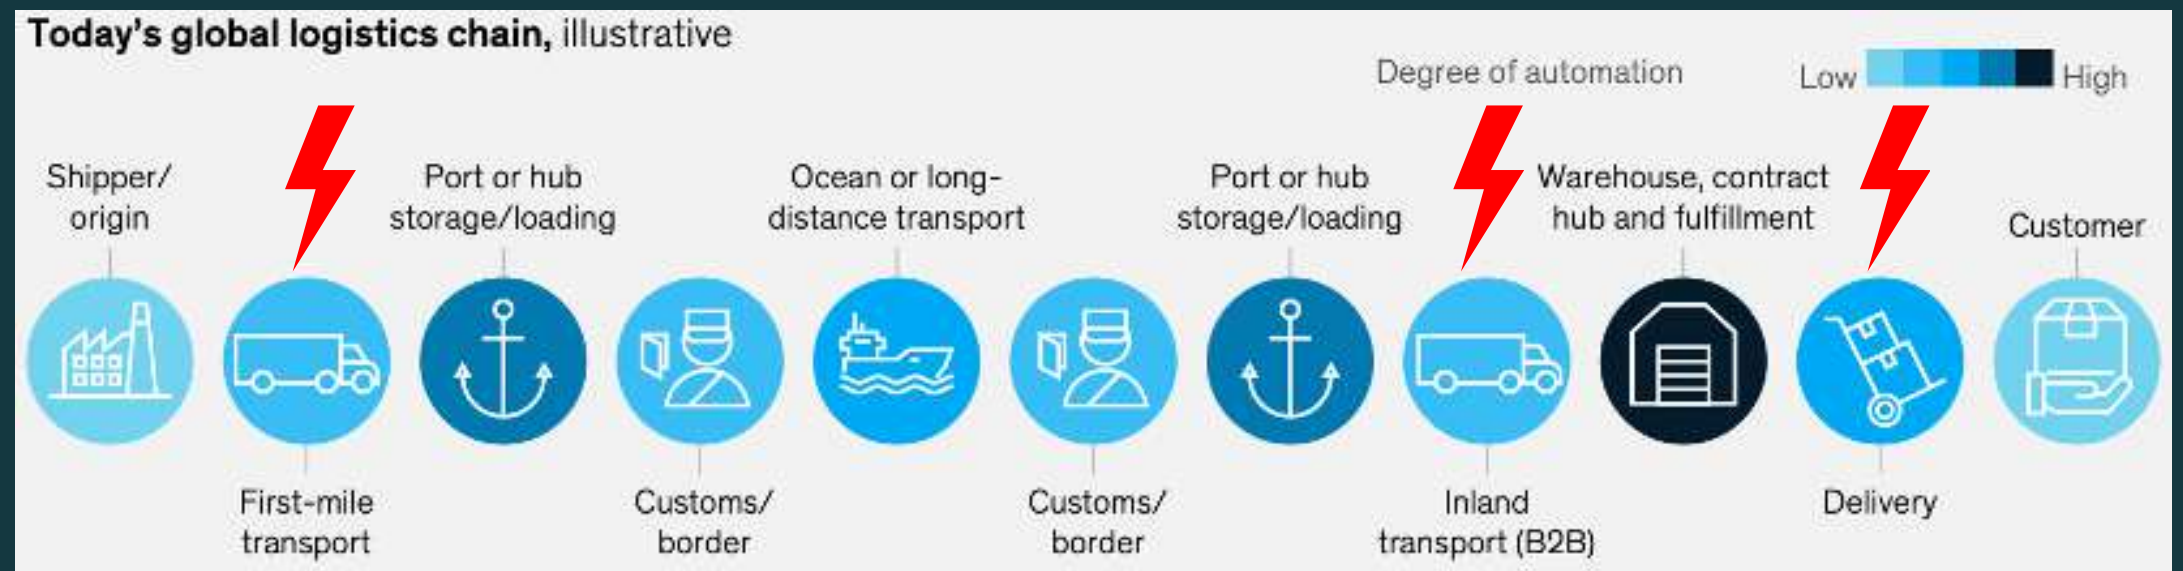 Today's global logistics chain, illustrative
Degree of automation
Low
High
Shipper/
origin
First-mile
transport
Port or hub
storage/loading
Customs/
border
Ocean or long-
distance transport
Customs/
border
Port or hub
storage/loading
Inland
transport (B2B)
Warehouse, contract
hub and fulfillment
Delivery
Customer